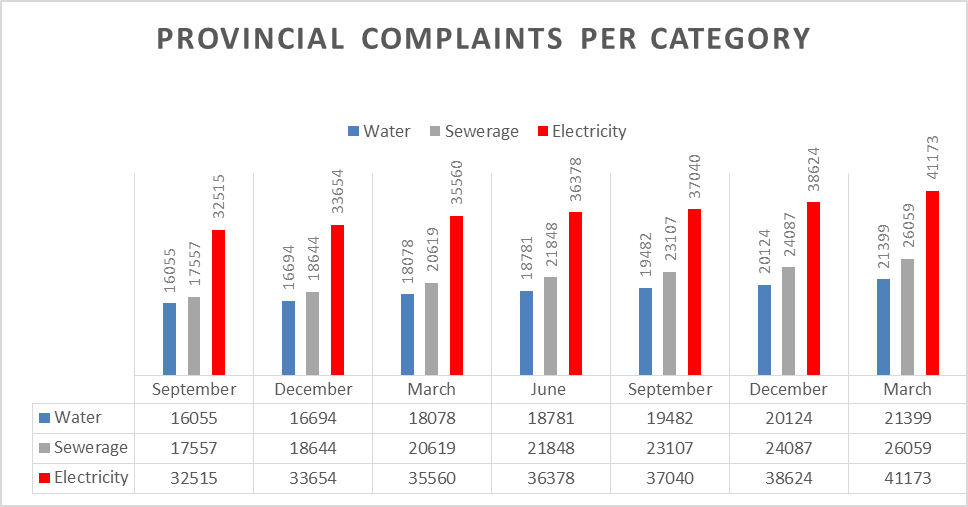 PROVINCIAL COMPLAINTS PER CATEGORY
Water Sewerage Electricity
16055 17557 32515 16694 18644 33654 18078 20619 35560 18781 21848 36378 19482 23107 37040 20124 24087 38624 21399 26059 41173
September December March June September December March
Water 16055 16694 18078 18781 19482 20124 21399
Sewerage 17557 18644 20619 21848 23107 24087 26059
Electricity 32515 33654 35560 36378 37040 38624 41173